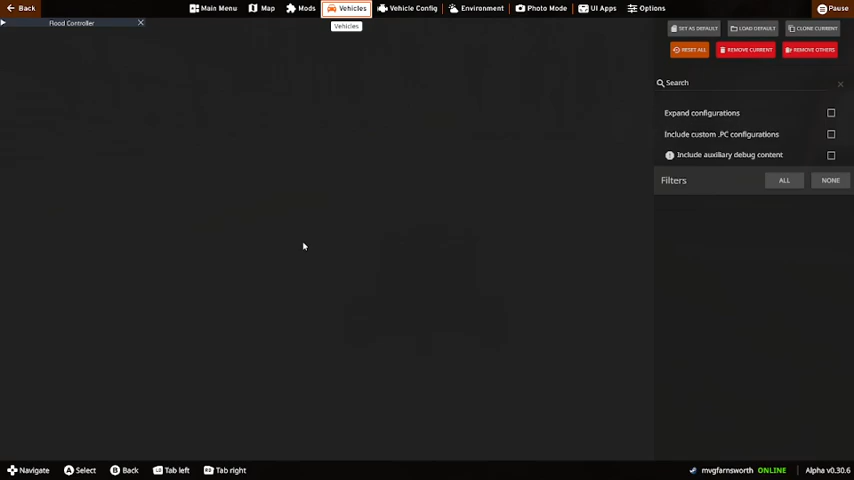 Back
Main Menu
Map
Mods
Vehicles
Vehicle Config
Environment
Photo Mode
UI Apps
Options
Pause
Flood Controller
Vehicles
SET AS DEFAULT
LOAD DEFAULT
CLONE CURRENT
RESET ALL
REMOVE CURRENT
REMOVE OTHERS
Search
Expand configurations
Include custom .PC configurations
Include auxiliary debug content
Filters
ALL
NONE
Navigate
Select
Back
Tab left
Tab right
mvgfarnsworth ONLINE
Alpha v0.30.6